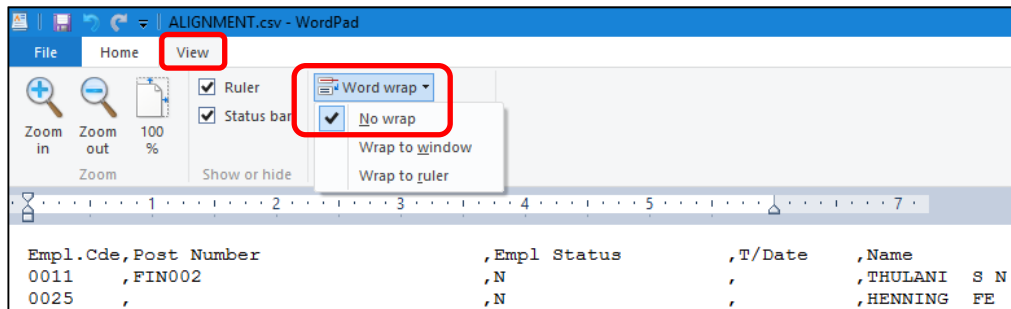 ALIGNMENT.csv - WordPad
File Home View
Ruler Word wrap
Status bar No wrap
Zoom in Zoom out 100 % Wrap to window
Zoom Show or hide Wrap to ruler
1 2 3 4 5 7
Empl.Cde,Post Number ,Empl Status ,T/Date ,Name
0011 ,FIN002 ,N , ,THULANI S N
0025 , ,N , ,HENNING FE